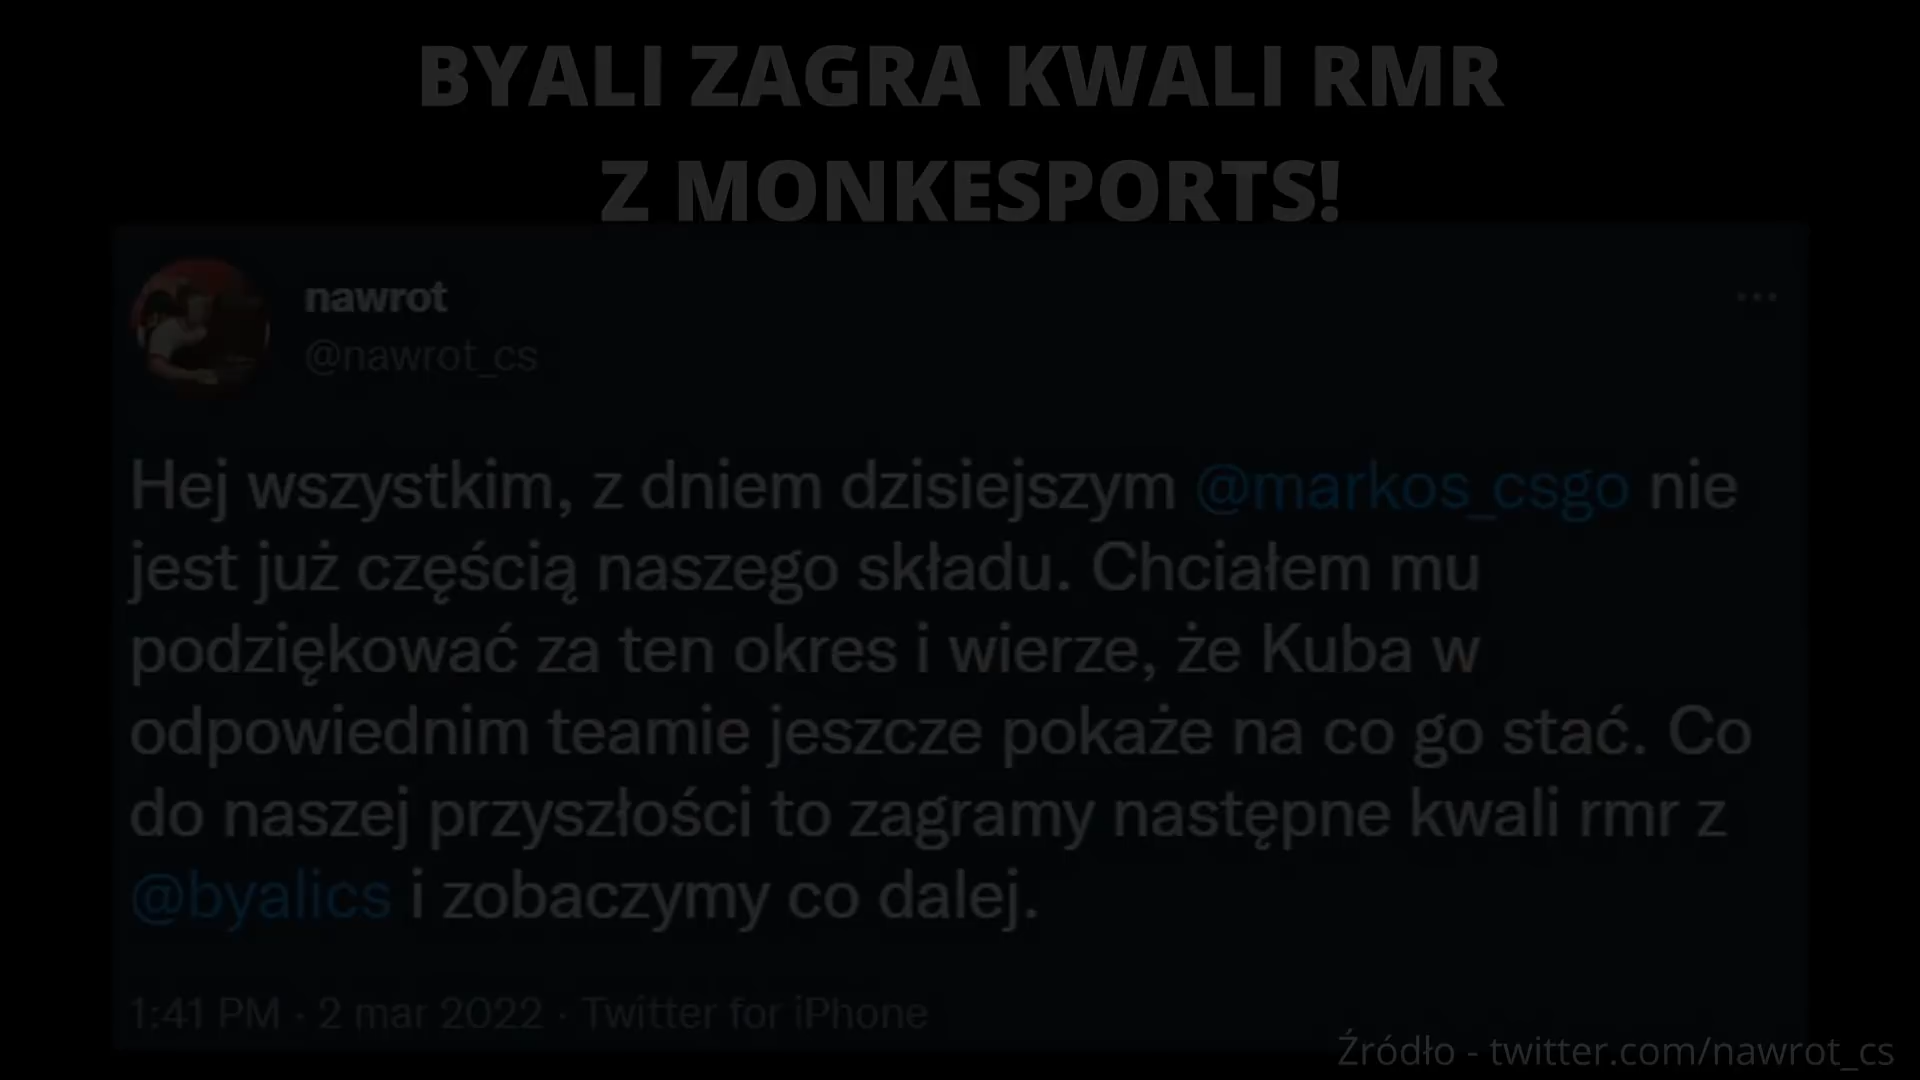 BYALI ZAGRA KWALI RMR
Z MONKESPORTS!
nawrot
@nawrot_cs
Hej wszystkim, z dniem dzisiejszym @markos_csgo nie
jest już częścią naszego składu. Chciałem mu
podziękować za ten okres i wierze, że Kuba w
odpowiednim teamie jeszcze pokaże na co go stać. Co
do naszej przyszłości to zagramy następne kwali rmr z
@byalics i zobaczymy co dalej.
1:41 PM · 2 mar 2022 · Twitter for iPhone
Źródło - twitter.com/nawrot_cs